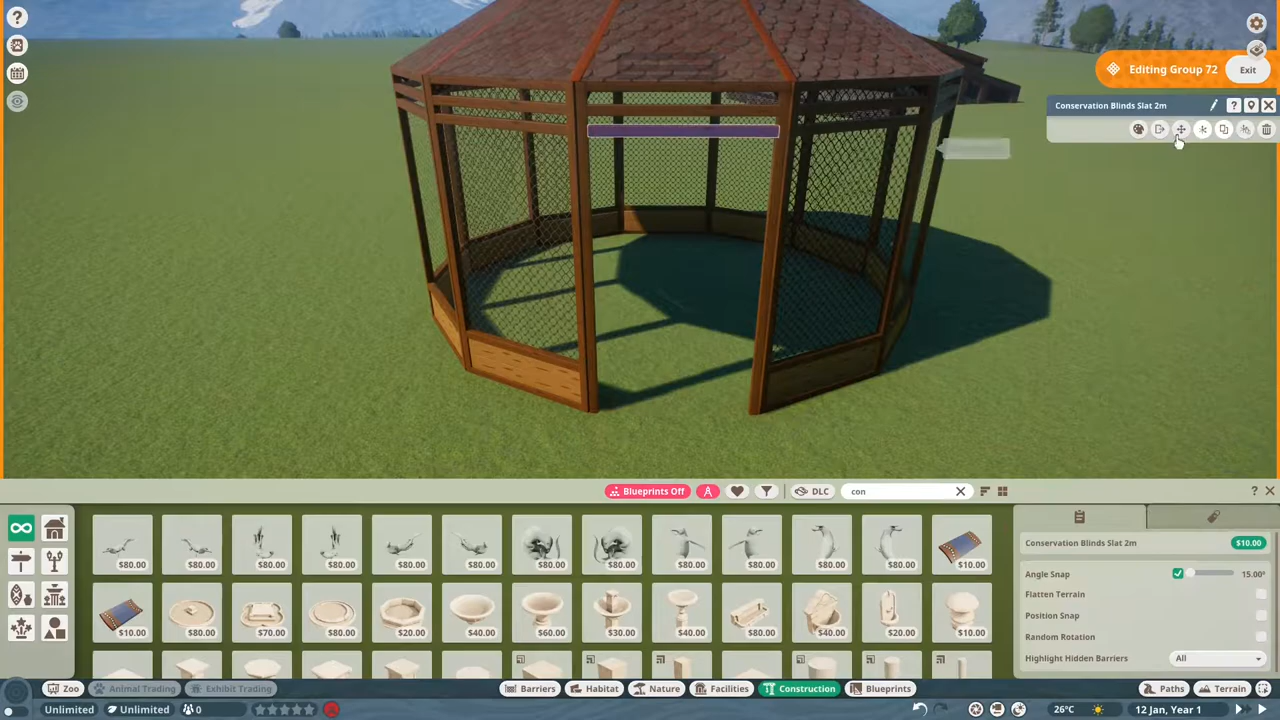 Editing Group 72
Exit
Conservation Blinds Slat 2m
?
?
Blueprints Off
DLC
con
?
$80.00 $80.00 $80.00 $80.00 $80.00 $80.00 $80.00 $80.00 $80.00 $80.00 $80.00 $80.00 $10.00
$10.00 $80.00 $70.00 $80.00 $20.00 $40.00 $60.00 $30.00 $40.00 $80.00 $40.00 $20.00 $10.00
Conservation Blinds Slat 2m
$10.00
Angle Snap
15.00°
Flatten Terrain
Position Snap
Random Rotation
Highlight Hidden Barriers
All
Zoo
Animal Trading
Exhibit Trading
Barriers
Habitat
Nature
Facilities
Construction
Blueprints
Paths
Terrain
Unlimited
Unlimited
0
26°C
12 Jan, Year 1